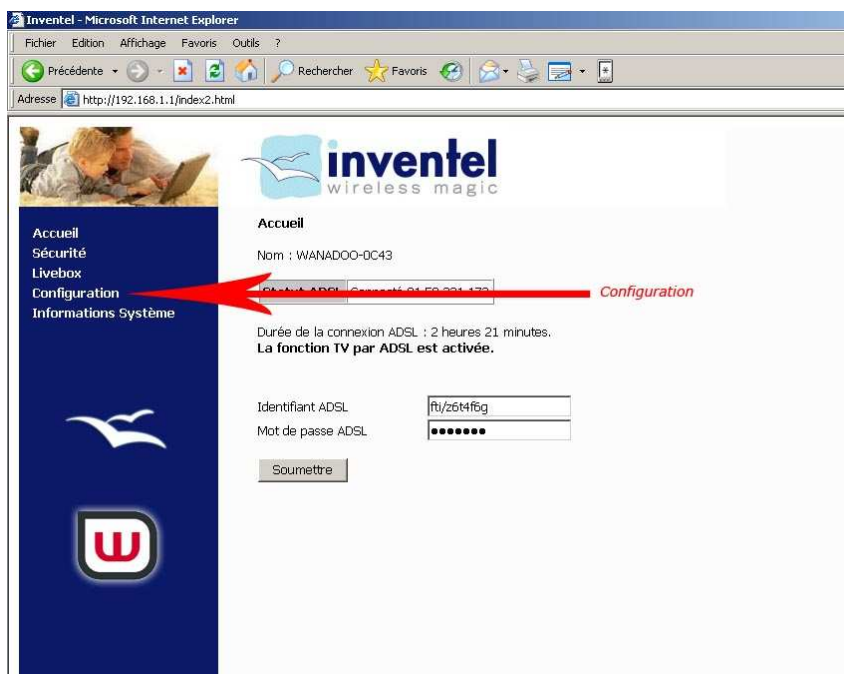 Inventel - Microsoft Internet Explorer
Fichier Edition Affichage Favoris Outils ?
Précédente Rechercher Favoris
Adresse http://192.168.1.1/index2.html
inventel
wireless magic
Accueil
Sécurité
Livebox
Configuration
Informations Système
Accueil
Nom : WANADOO-0C43
Statut ADSL
Configuration
Durée de la connexion ADSL : 2 heures 21 minutes.
La fonction TV par ADSL est activée.
Identifiant ADSL fti/z6t4f6g
Mot de passe ADSL •••••••
Soumettre
w